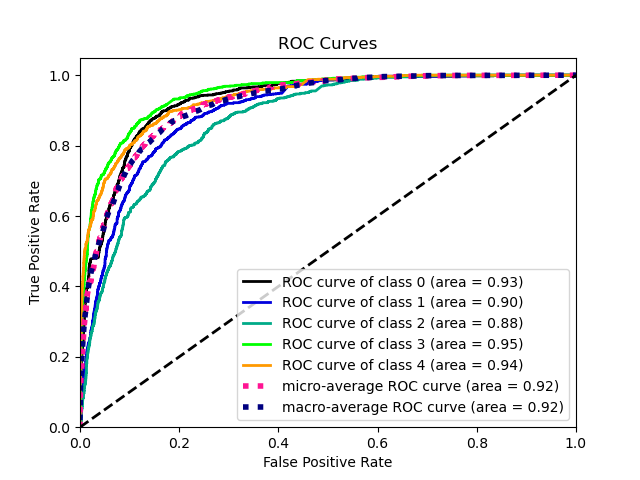 ROC Curves
True Positive Rate
1.0
0.8
0.6
0.4
0.2
0.0
ROC curve of class 0 (area = 0.93)
ROC curve of class 1 (area = 0.90)
ROC curve of class 2 (area = 0.88)
ROC curve of class 3 (area = 0.95)
ROC curve of class 4 (area = 0.94)
micro-average ROC curve (area = 0.92)
macro-average ROC curve (area = 0.92)
0.0 0.2 0.4 0.6 0.8 1.0
False Positive Rate